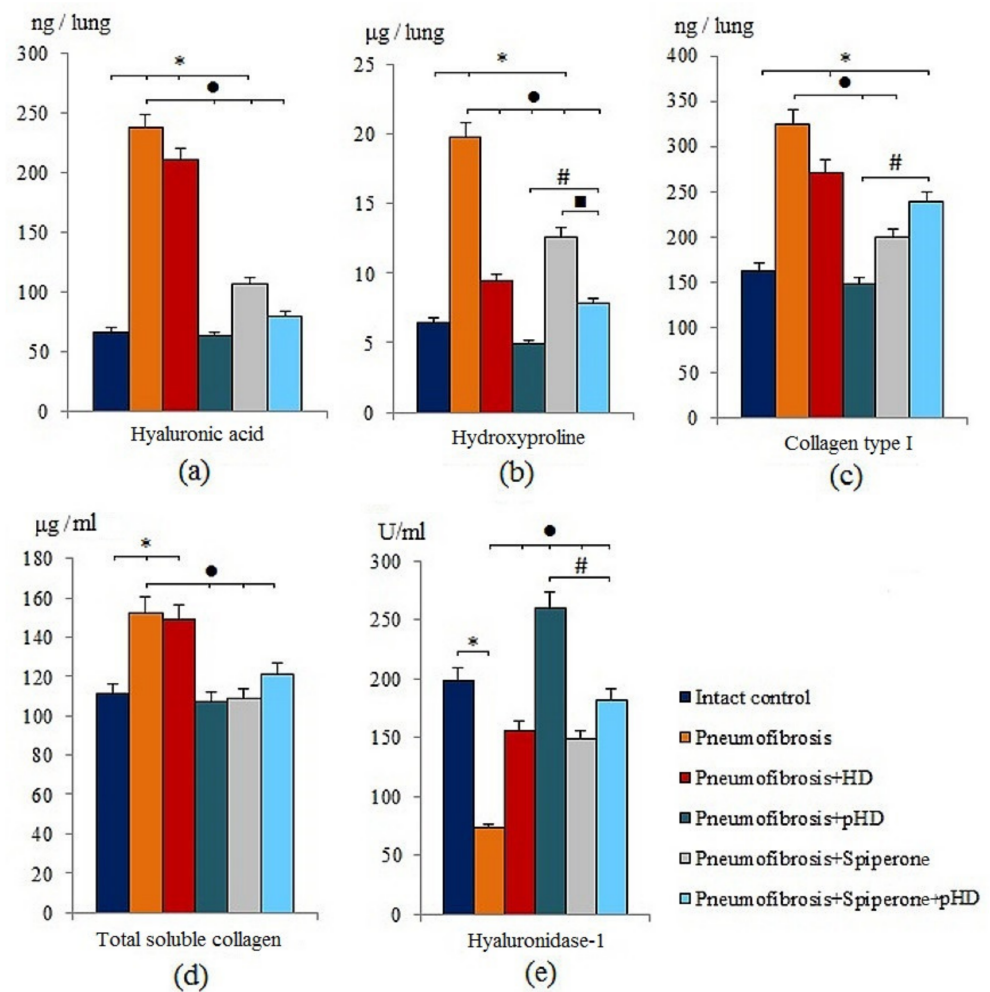 ng / lung
300
250
200
150
100
50
0
*
●
Hyaluronic acid
(a)
µg / lung
25
20
15
10
5
0
*
●
#
■
Hydroxyproline
(b)
ng / lung
400
350
300
250
200
150
100
50
0
*
●
#
Collagen type I
(c)
µg / ml
180
160
140
120
100
80
60
40
20
0
*
●
Total soluble collagen
(d)
U/ml
300
250
200
150
100
50
0
*
●
#
Hyaluronidase-1
(e)
Intact control
Pneumofibrosis
Pneumofibrosis+HD
Pneumofibrosis+pHD
Pneumofibrosis+Spiperone
Pneumofibrosis+Spiperone+pHD